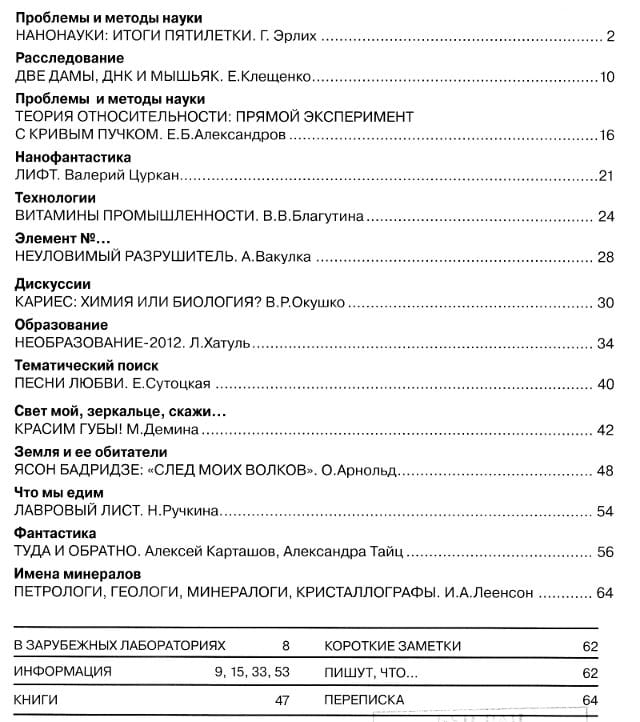 Проблемы и методы науки
НАНОНАУКИ: ИТОГИ ПЯТИЛЕТКИ. Г. Эрлих ........ 2
Расследование
ДВЕ ДАМЫ, ДНК И МЫШЬЯК. Е.Клещенко ........ 10
Проблемы и методы науки
ТЕОРИЯ ОТНОСИТЕЛЬНОСТИ: ПРЯМОЙ ЭКСПЕРИМЕНТ
С КРИВЫМ ПУЧКОМ. Е.Б.Александров ........ 16
Нанофантастика
ЛИФТ. Валерий Цуркан ........ 21
Технологии
ВИТАМИНЫ ПРОМЫШЛЕННОСТИ. В.В.Благутина ........ 24
Элемент №...
НЕУЛОВИМЫЙ РАЗРУШИТЕЛЬ. А.Вакулка ........ 28
Дискуссии
КАРИЕС: ХИМИЯ ИЛИ БИОЛОГИЯ? В.Р.Окушко ........ 30
Образование
НЕОБРАЗОВАНИЕ-2012. Л.Хатуль ........ 34
Тематический поиск
ПЕСНИ ЛЮБВИ. Е.Сутоцкая ........ 40
Свет мой, зеркальце, скажи...
КРАСИМ ГУБЫ! М.Демина ........ 42
Земля и ее обитатели
ЯСОН БАДРИДЗЕ: «СЛЕД МОИХ ВОЛКОВ». О.Арнольд ........ 48
Что мы едим
ЛАВРОВЫЙ ЛИСТ. Н.Ручкина ........ 54
Фантастика
ТУДА И ОБРАТНО. Алексей Карташов, Александра Тайц ........ 56
Имена минералов
ПЕТРОЛОГИ, ГЕОЛОГИ, МИНЕРАЛОГИ, КРИСТАЛЛОГРАФЫ. И.А.Леенсон ........ 64
В ЗАРУБЕЖНЫХ ЛАБОРАТОРИЯХ 8 КОРОТКИЕ ЗАМЕТКИ 62
ИНФОРМАЦИЯ 9, 15, 33, 53 ПИШУТ, ЧТО... 62
КНИГИ 47 ПЕРЕПИСКА 64